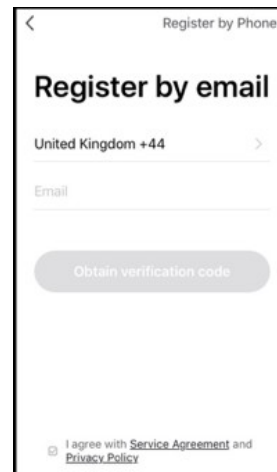 Register by Phone
Register by email
United Kingdom +44
Email
Obtain verification code
I agree with Service Agreement and
Privacy Policy